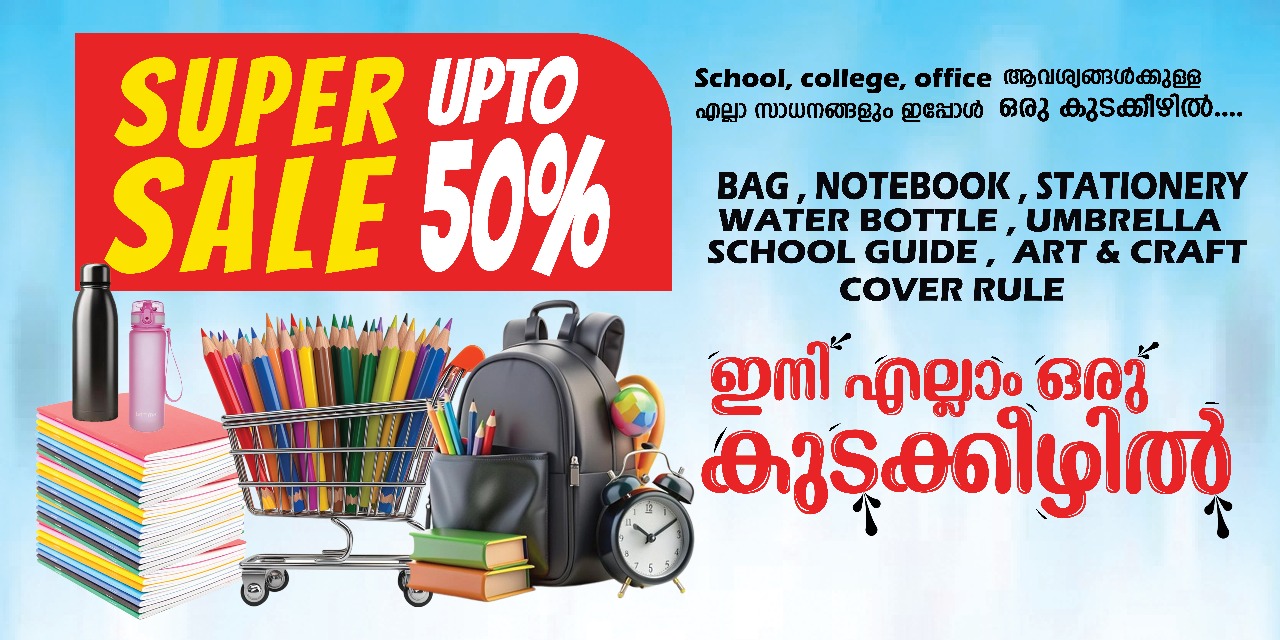 SUPER
SALE
UPTO
50%
School, college, office ആവശ്യങ്ങൾക്കുള്ള
എല്ലാ സാധനങ്ങളും ഇപ്പോൾ ഒരു കുടക്കീഴിൽ....
BAG , NOTEBOOK , STATIONERY
WATER BOTTLE , UMBRELLA
SCHOOL GUIDE , ART & CRAFT
COVER RULE
ഇനി എല്ലാം ഒരു
കുടക്കീഴിൽ